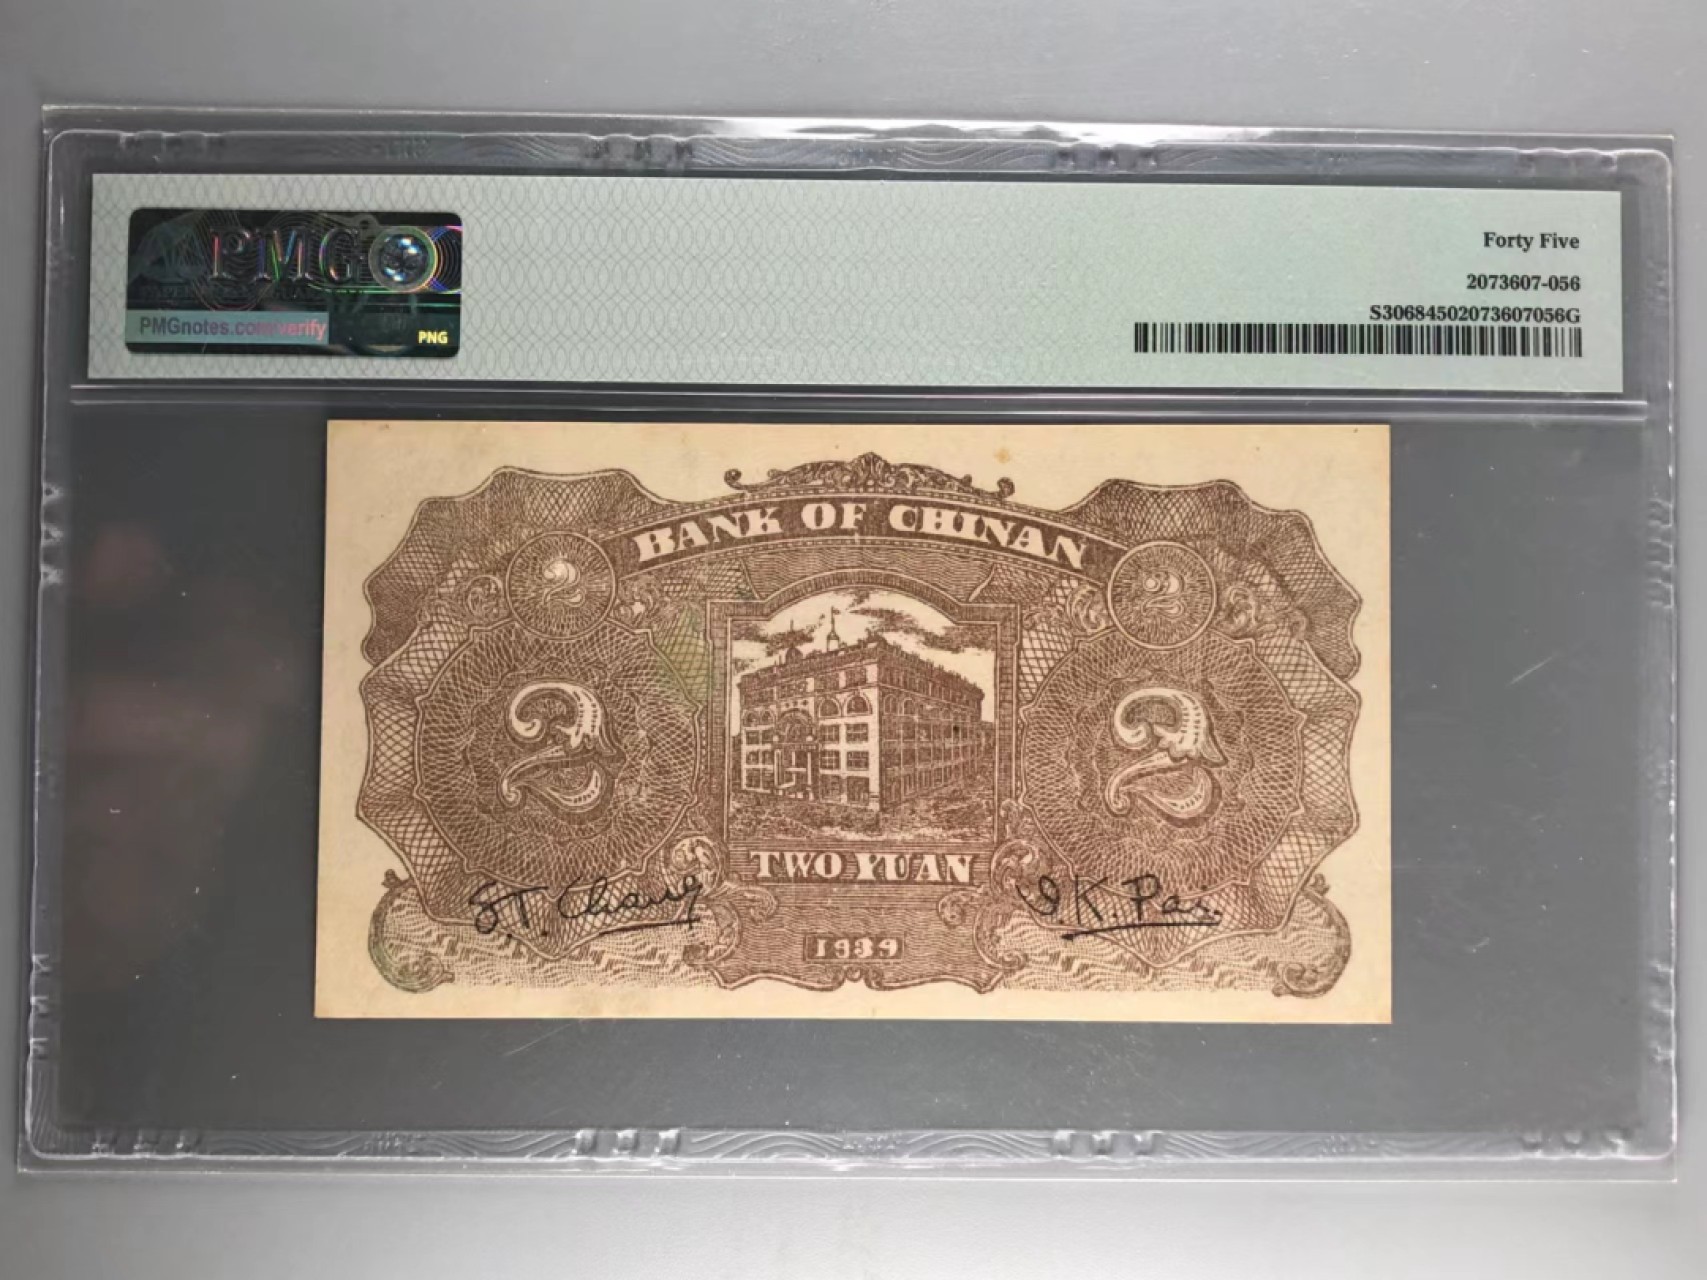 PMG
PMGnotes.com/verify
PNG
Forty Five
2073607-056
S30684502073607056G
BANK OF CHINAN
2
2
2
2
TWO YUAN
S.T. Chang
K. Pai.
1939